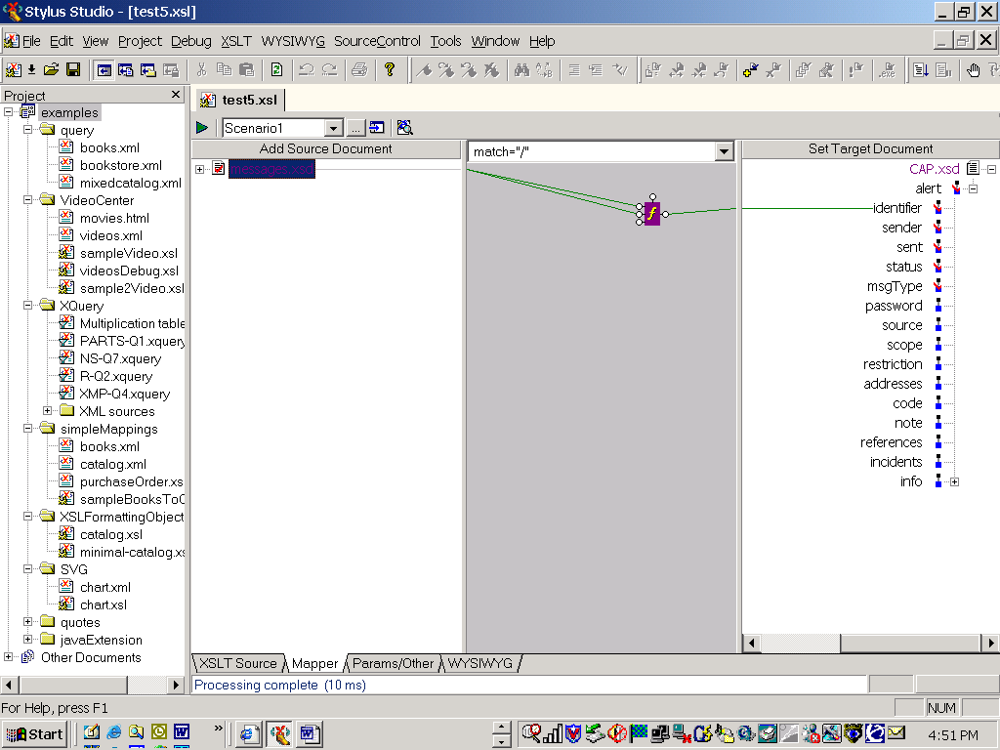 Stylus Studio - [test5.xsl]
File Edit View Project Debug XSLT WYSIWYG SourceControl Tools Window Help
Project
test5.xsl
examples
query
books.xml
bookstore.xml
mixedcatalog.xml
VideoCenter
movies.html
videos.xml
sampleVideo.xsl
videosDebug.xsl
sample2Video.xsl
XQuery
Multiplication table
PARTS-Q1.xquery
NS-Q7.xquery
R-Q2.xquery
XMP-Q4.xquery
XML sources
simpleMappings
books.xml
catalog.xml
purchaseOrder.xs
sampleBooksToC
XSLFormattingObject
catalog.xsl
minimal-catalog.xs
SVG
chart.xml
chart.xsl
quotes
javaExtension
Other Documents
Scenario1
...
Add Source Document
messages.xsd
match="/"
f
Set Target Document
CAP.xsd
alert
identifier
sender
sent
status
msgType
password
source
scope
restriction
addresses
code
note
references
incidents
info
XSLT Source Mapper Params/Other WYSIWYG
Processing complete (10 ms)
For Help, press F1
NUM
Start
4:51 PM